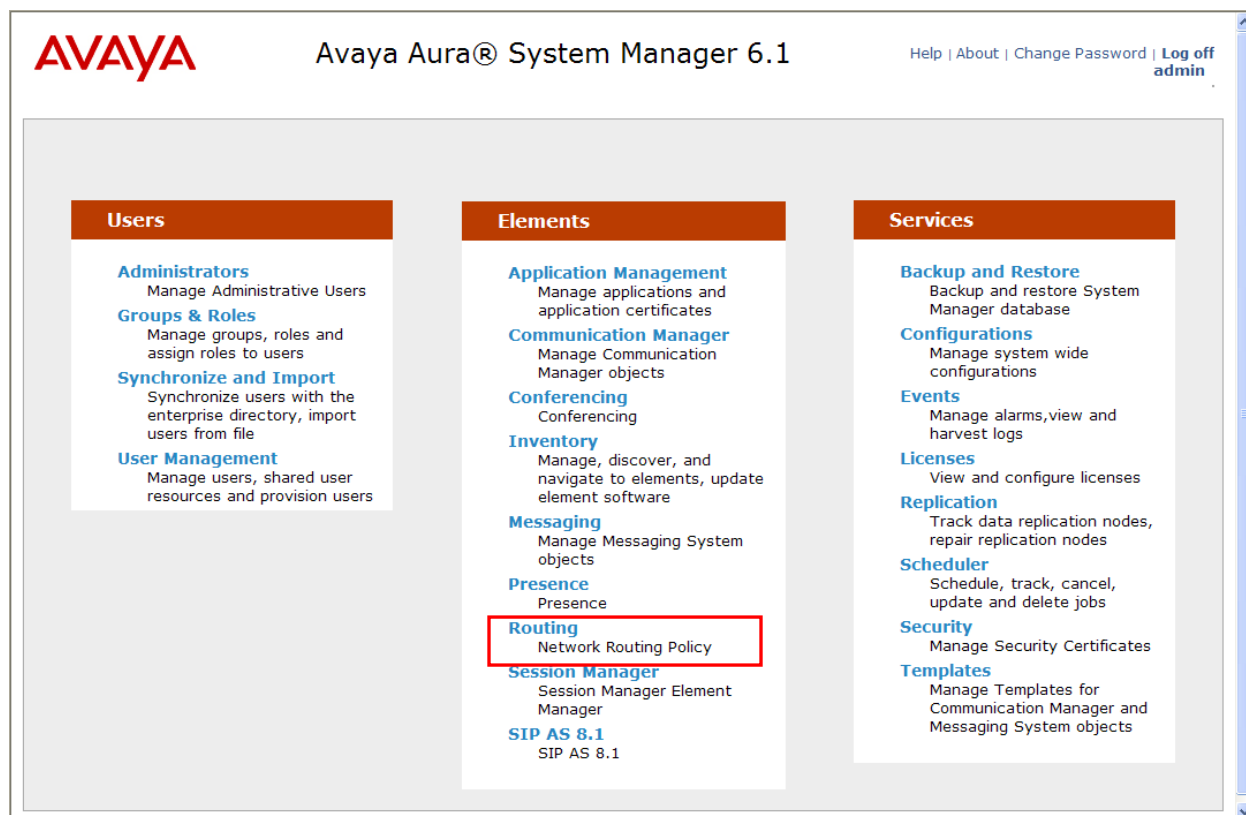 AVAYA
Avaya Aura® System Manager 6.1
Help | About | Change Password | Log off
admin
Users
Administrators
Manage Administrative Users
Groups & Roles
Manage groups, roles and
assign roles to users
Synchronize and Import
Synchronize users with the
enterprise directory, import
users from file
User Management
Manage users, shared user
resources and provision users
Elements
Application Management
Manage applications and
application certificates
Communication Manager
Manage Communication
Manager objects
Conferencing
Conferencing
Inventory
Manage, discover, and
navigate to elements, update
element software
Messaging
Manage Messaging System
objects
Presence
Presence
Routing
Network Routing Policy
Session Manager
Session Manager Element
Manager
SIP AS 8.1
SIP AS 8.1
Services
Backup and Restore
Backup and restore System
Manager database
Configurations
Manage system wide
configurations
Events
Manage alarms,view and
harvest logs
Licenses
View and configure licenses
Replication
Track data replication nodes,
repair replication nodes
Scheduler
Schedule, track, cancel,
update and delete jobs
Security
Manage Security Certificates
Templates
Manage Templates for
Communication Manager and
Messaging System objects